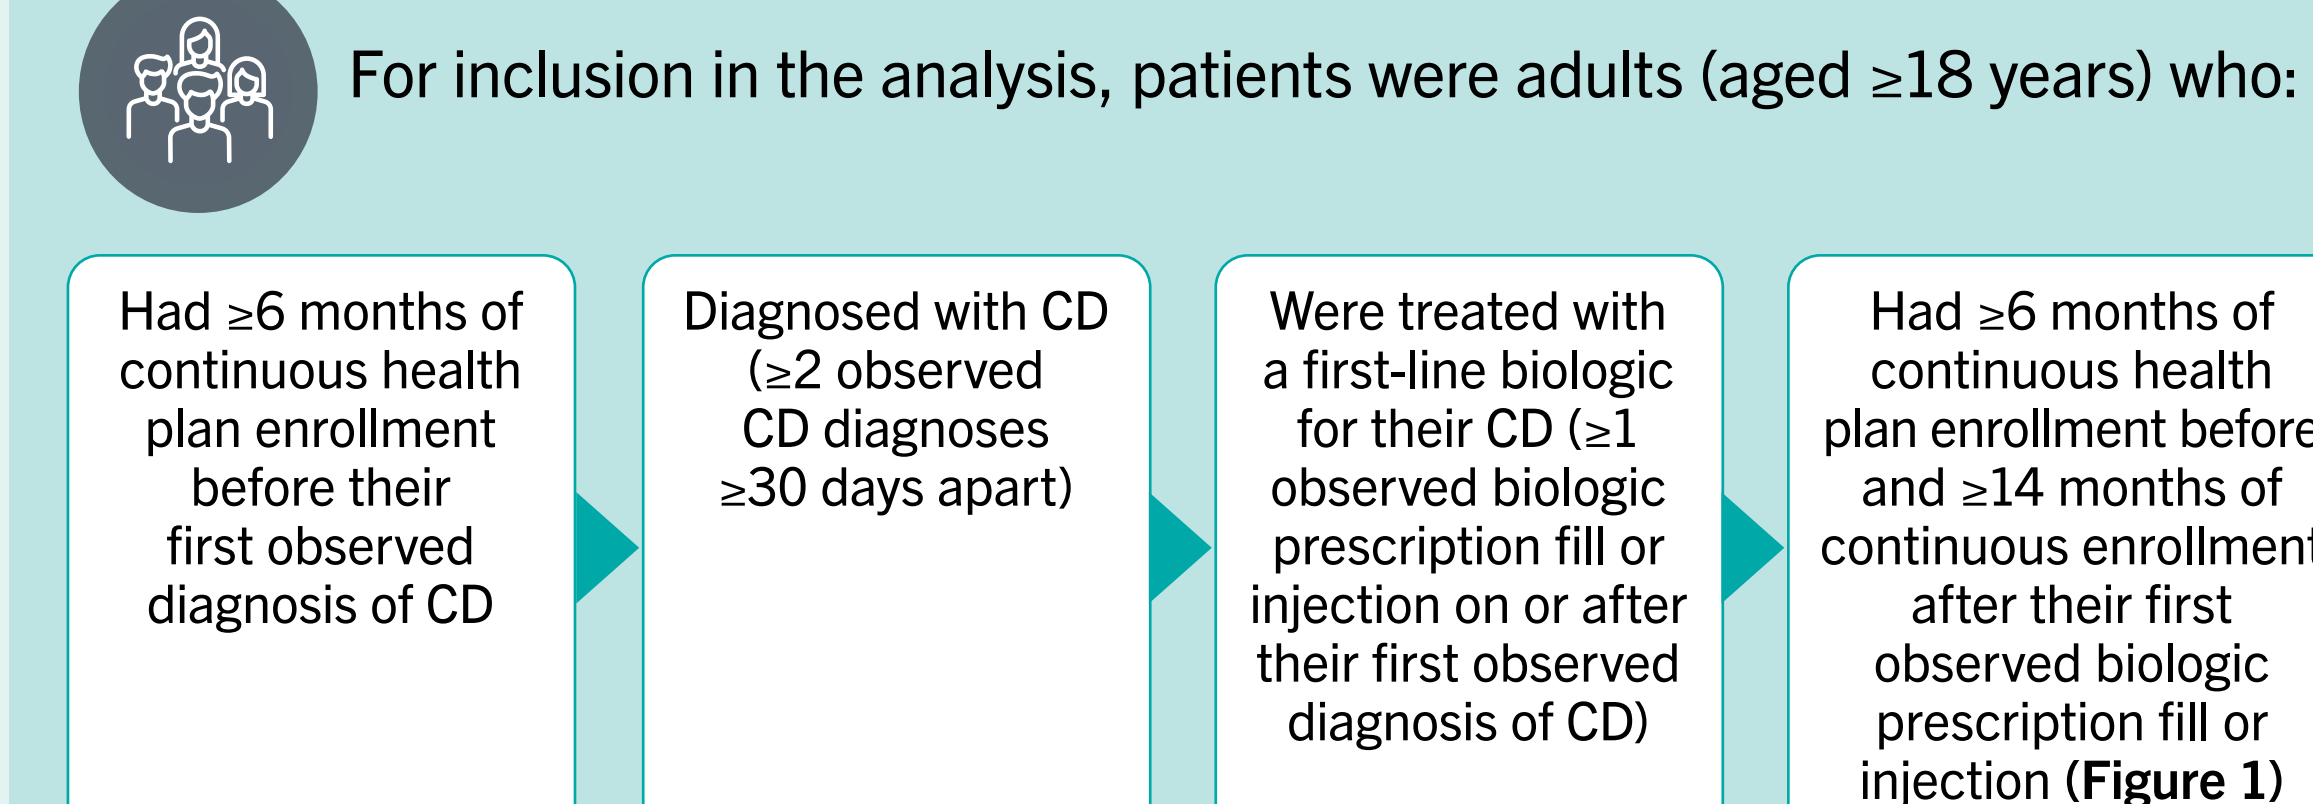 For inclusion in the analysis, patients were adults (aged ≥18 years) who:
Had ≥6 months of
continuous health
plan enrollment
before their
first observed
diagnosis of CD
Diagnosed with CD
(≥2 observed
CD diagnoses
≥30 days apart)
Were treated with
a first-line biologic
for their CD (≥1
observed biologic
prescription fill or
injection on or after
their first observed
diagnosis of CD)
Had ≥6 months of
continuous health
plan enrollment before
and ≥14 months of
continuous enrollment
after their first
observed biologic
prescription fill or
injection (Figure 1)